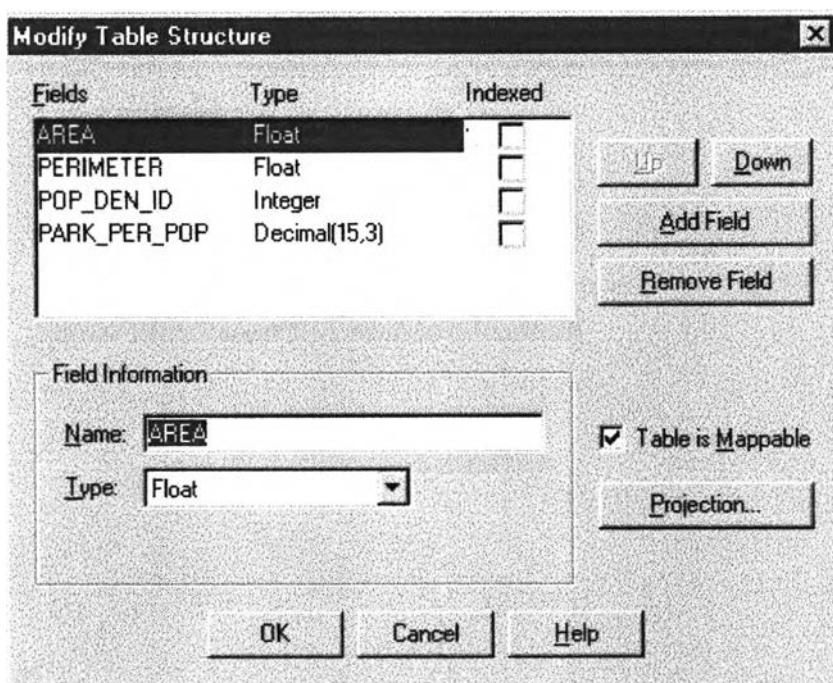 Modify Table Structure
Fields Type Indexed
AREA Float
PERIMETER Float
POP_DEN_ID Integer
PARK_PER_POP Decimal(15,3)
Up Down
Add Field
Remove Field
Field Information
Name: AREA
Type: Float
Table is Mappable
Projection...
OK Cancel Help